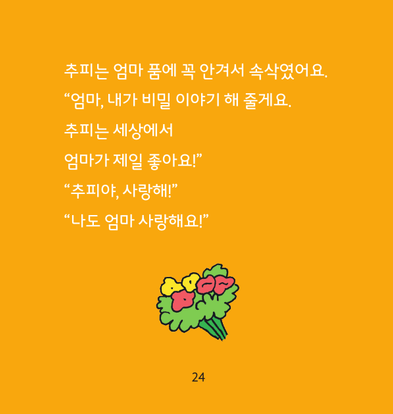 추피는 엄마 품에 꼭 안겨서 속삭였어요.
“엄마, 내가 비밀 이야기 해 줄게요.
추피는 세상에서
엄마가 제일 좋아요!”
“추피야, 사랑해!”
“나도 엄마 사랑해요!”
24